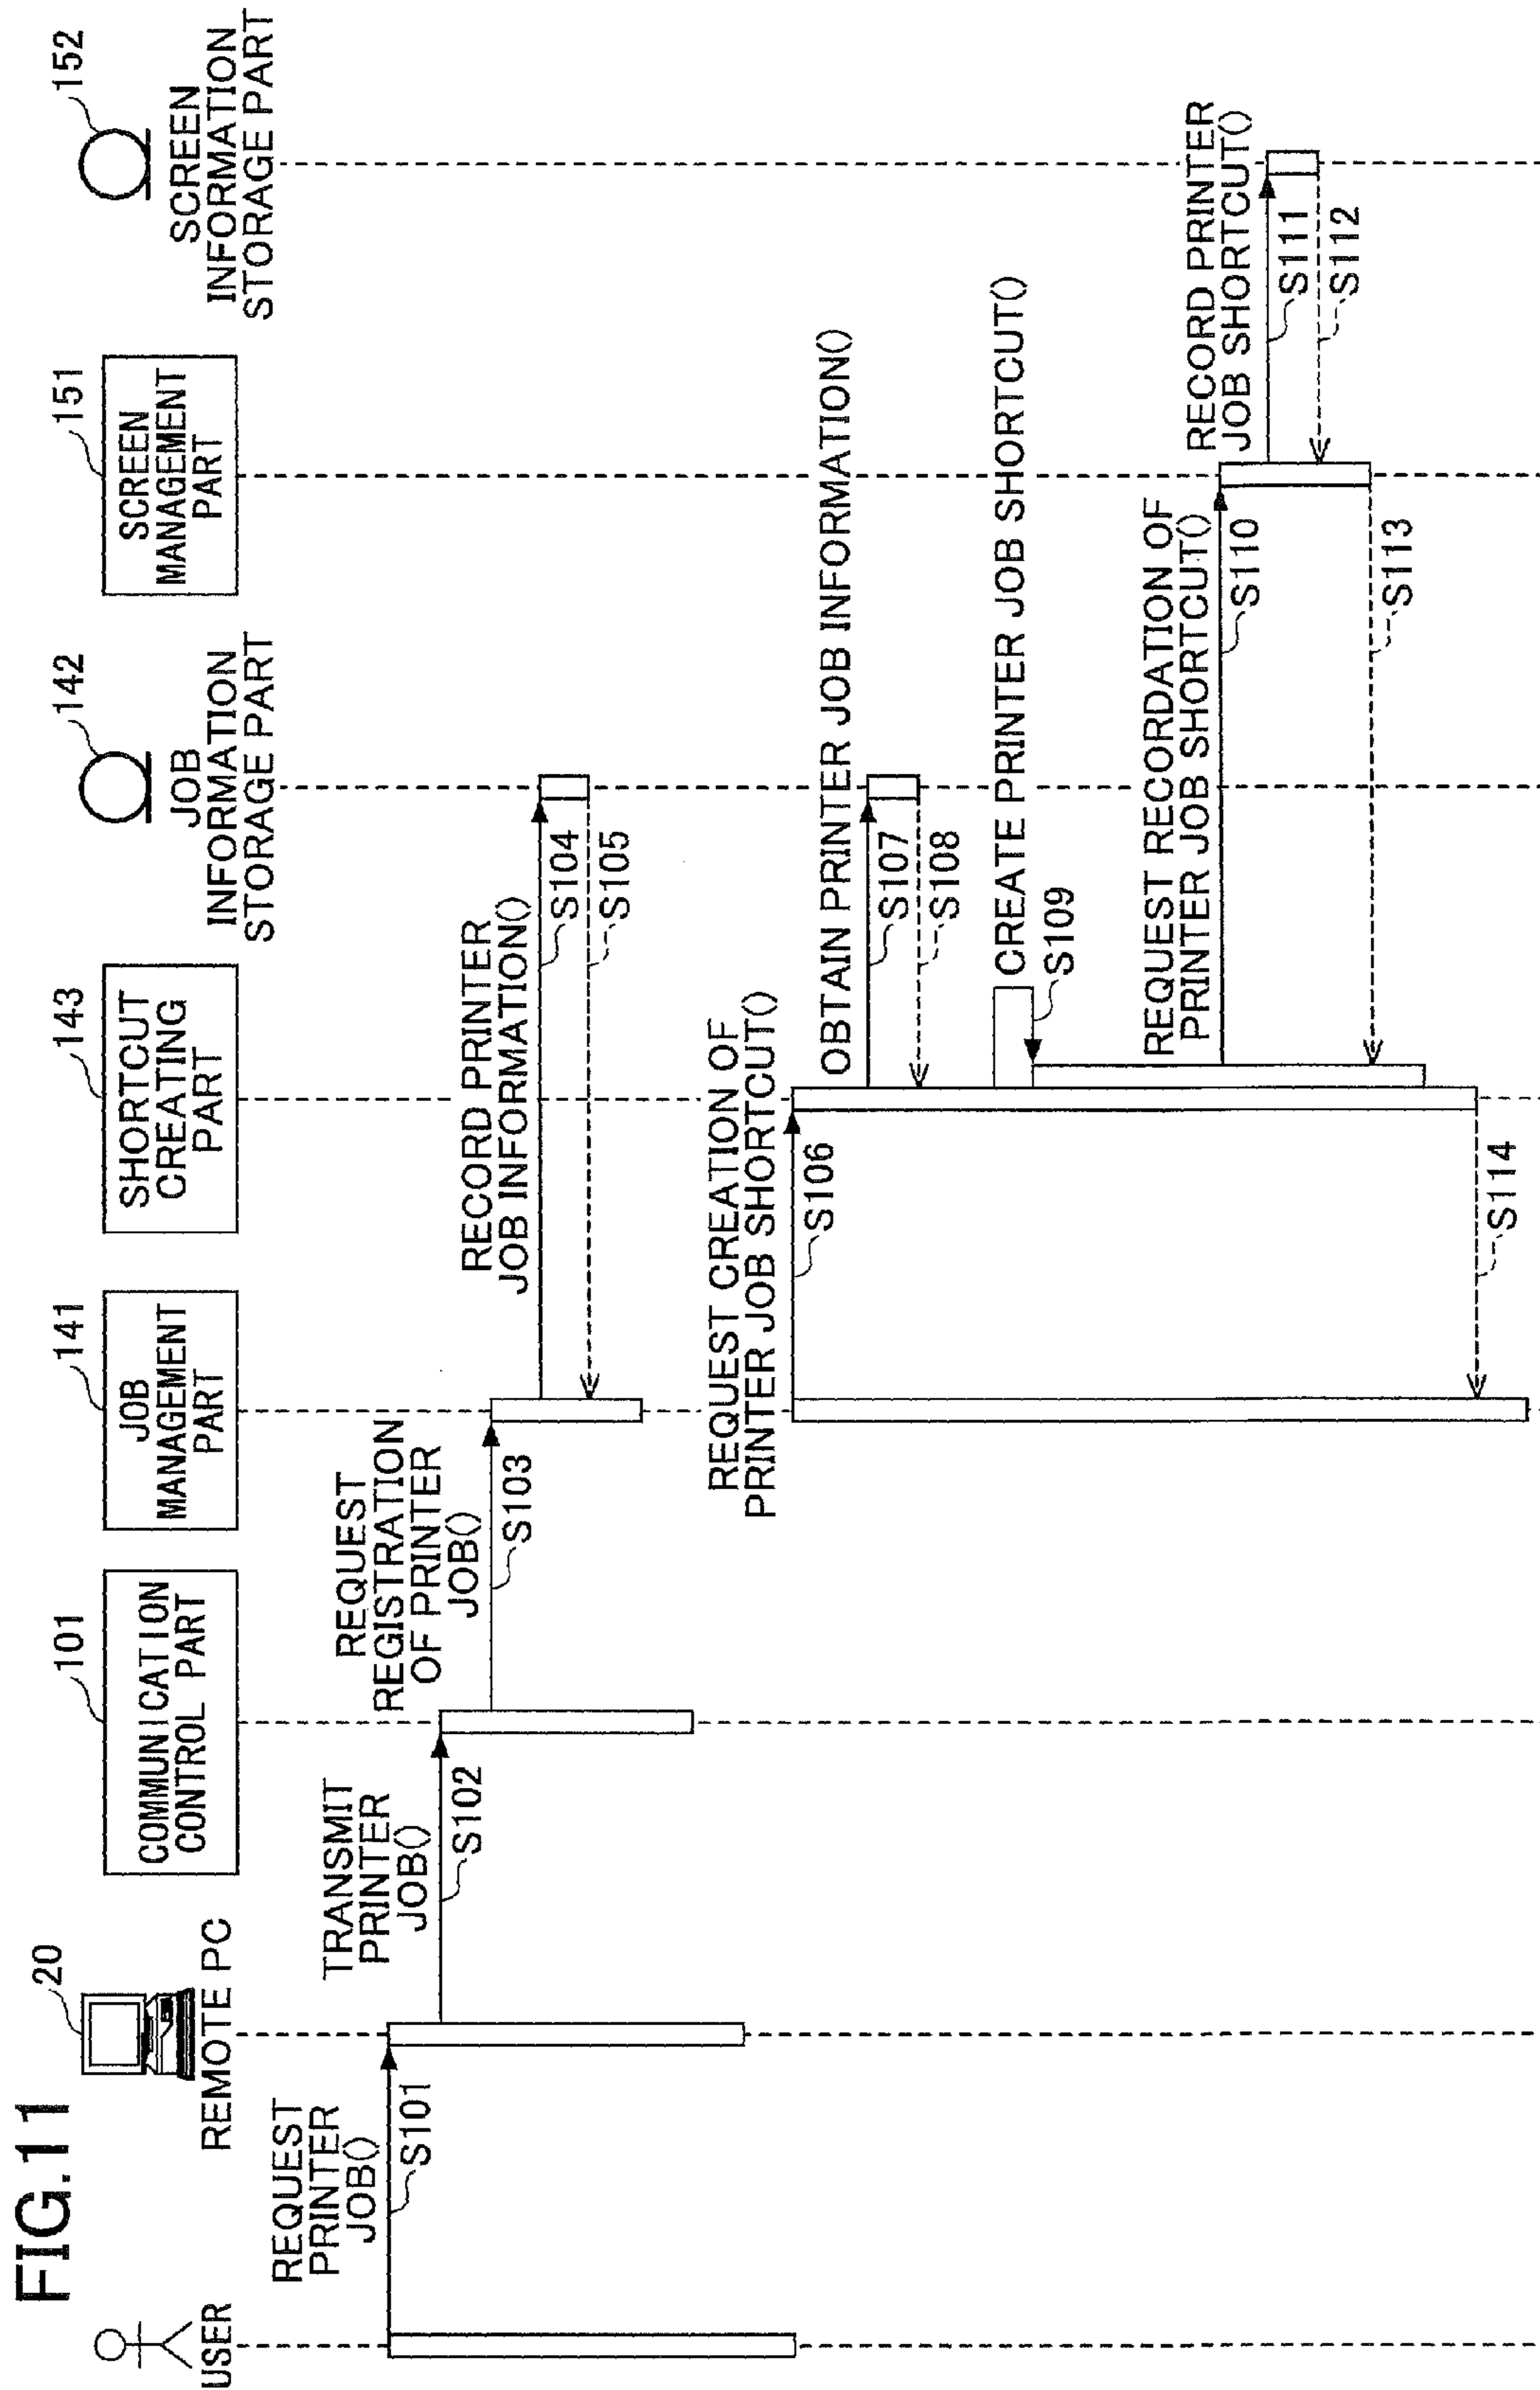 FIG.11
USER
20
REMOTE PC
101
COMMUNICATION
CONTROL PART
141
JOB
MANAGEMENT
PART
143
SHORTCUT
CREATING
PART
142
JOB
INFORMATION
STORAGE PART
151
SCREEN
MANAGEMENT
PART
152
SCREEN
INFORMATION
STORAGE PART
REQUEST
PRINTER
JOB()
S101
TRANSMIT
PRINTER
JOB()
S102
REQUEST
REGISTRATION
OF PRINTER
JOB()
S103
RECORD PRINTER
JOB INFORMATION()
S104
S105
REQUEST CREATION OF
PRINTER JOB SHORTCUT()
S106
OBTAIN PRINTER JOB INFORMATION()
S107
S108
CREATE PRINTER JOB SHORTCUT()
S109
REQUEST RECORDATION OF
PRINTER JOB SHORTCUT()
S110
RECORD PRINTER
JOB SHORTCUT()
S111
S112
S113
S114